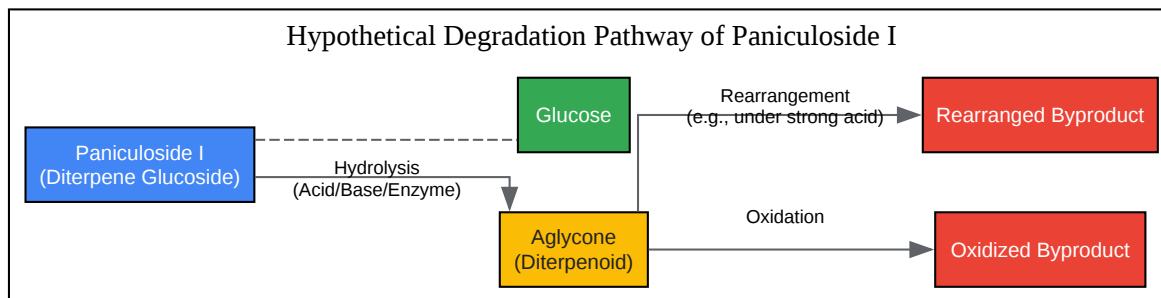 Hypothetical Degradation Pathway of Paniculoside I
Glucose
Rearrangement
(e.g., under strong acid)
Rearranged Byproduct
Paniculoside I
(Diterpene Glucoside)
Hydrolysis
(Acid/Base/Enzyme)
Aglycone
(Diterpenoid)
Oxidation
Oxidized Byproduct